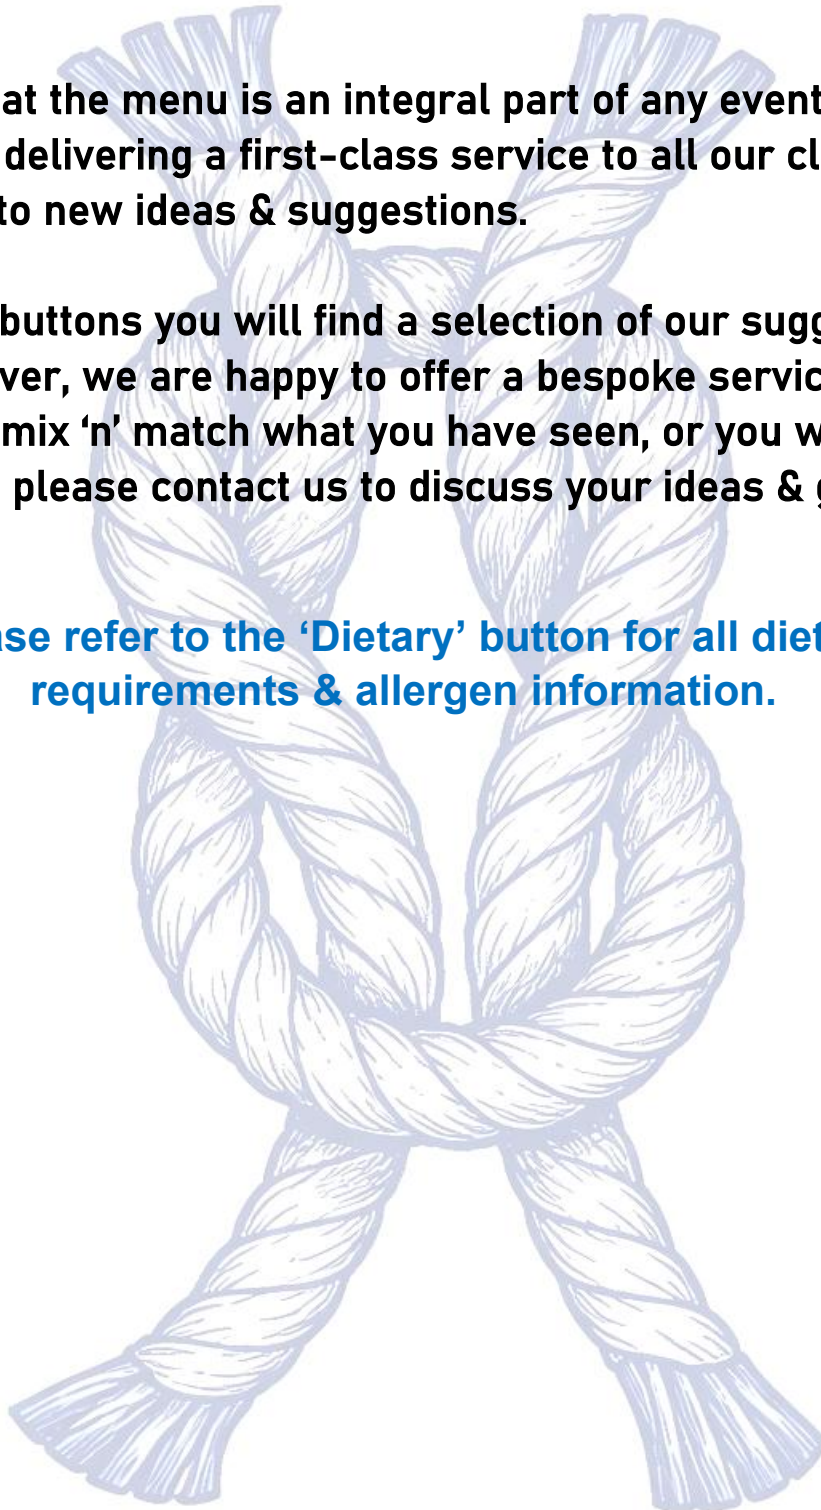 at the menu is an integral part of any event
delivering a first-class service to all our cl
to new ideas & suggestions.
buttons you will find a selection of our sugg
ver, we are happy to offer a bespoke servic
mix ‘n’ match what you have seen, or you w
please contact us to discuss your ideas & g
ase refer to the ‘Dietary’ button for all diet
requirements & allergen information.